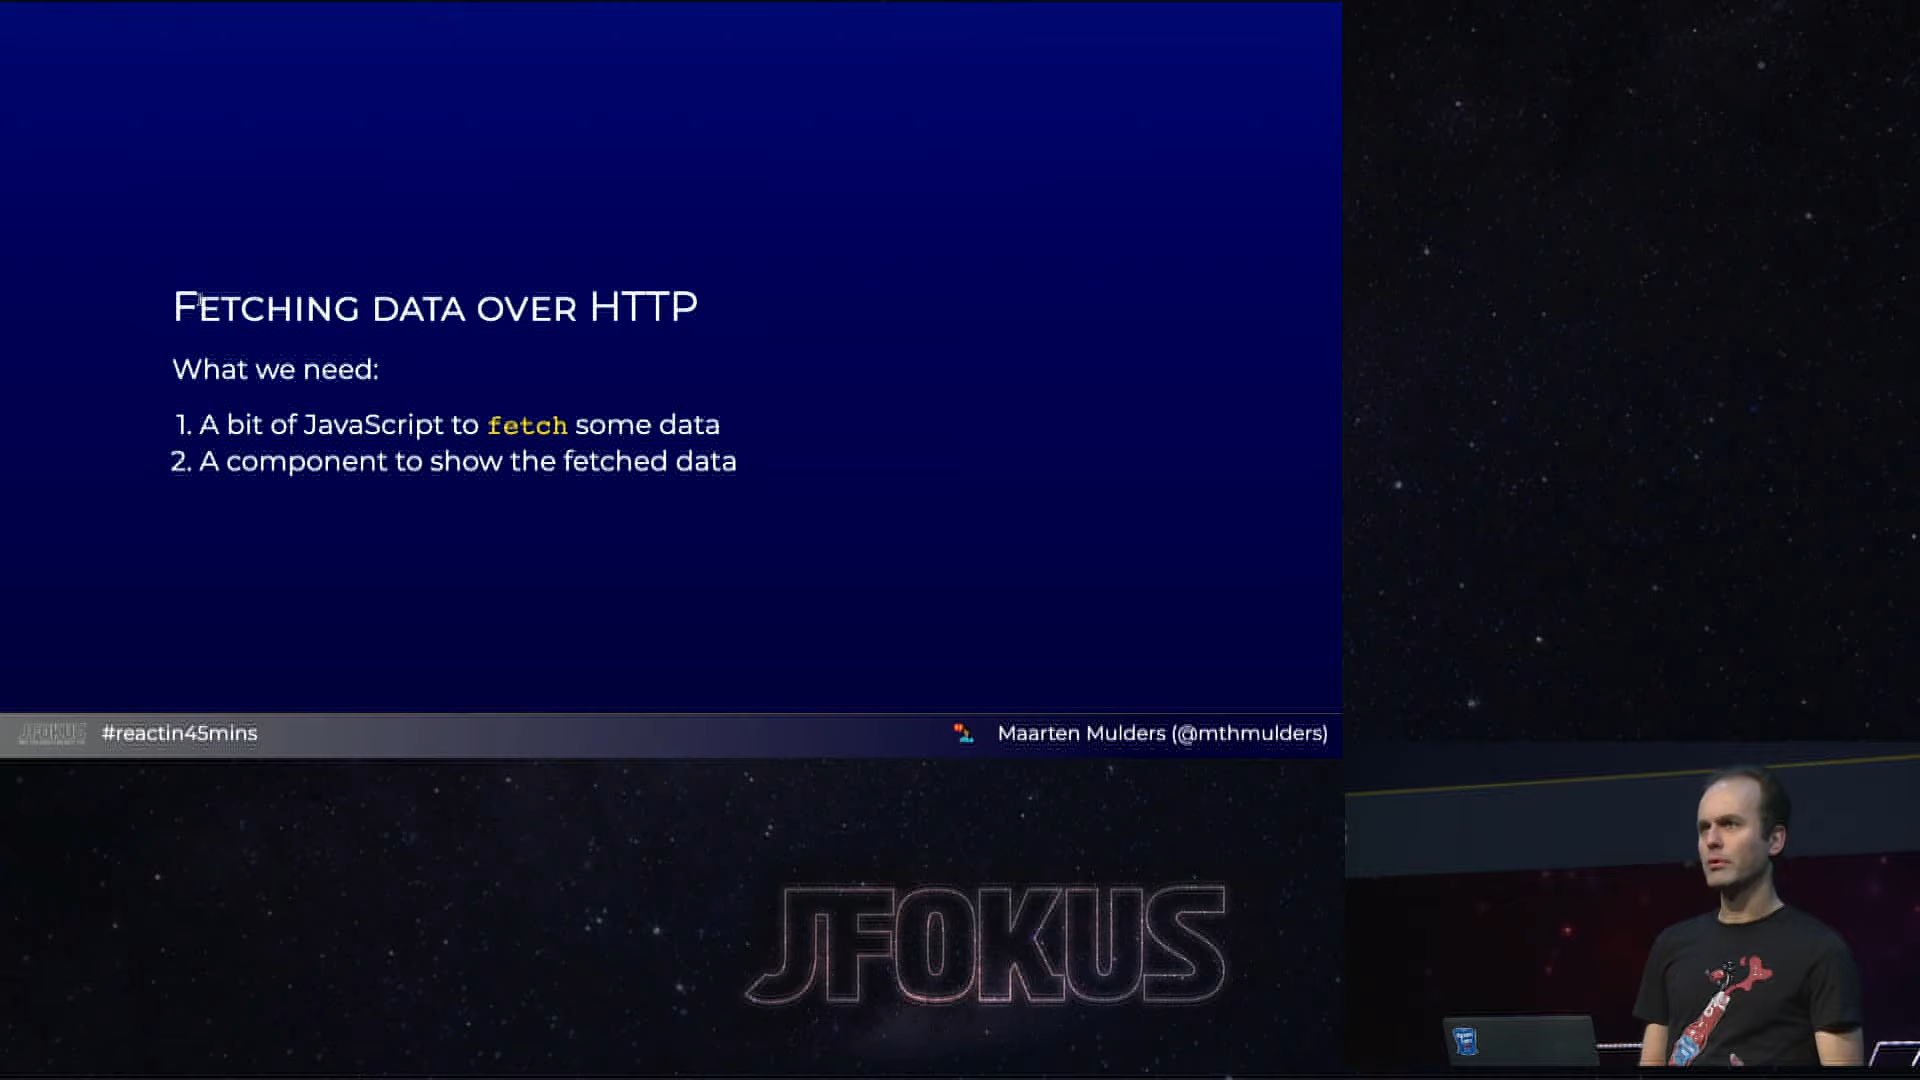 Fetching data over HTTP
What we need:
1. A bit of JavaScript to fetch some data
2. A component to show the fetched data
JFOKUS #reactin45mins
Maarten Mulders (@mthmulders)
JFOKUS